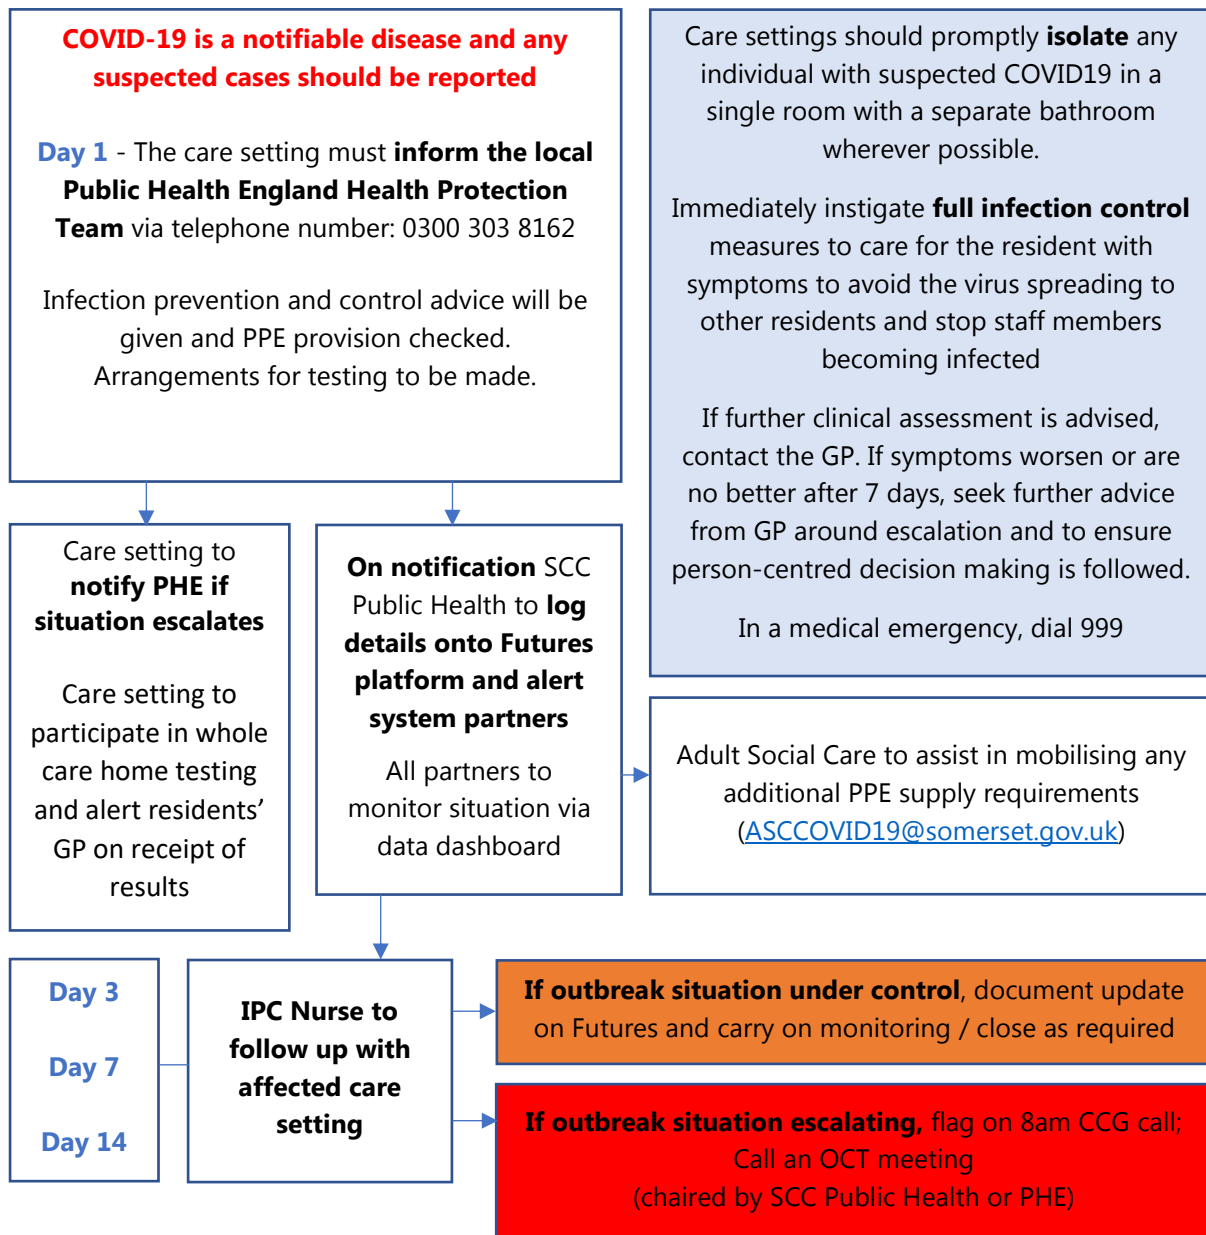 COVID-19 is a notifiable disease and any
suspected cases should be reported
Day 1 - The care setting must inform the local
Public Health England Health Protection
Team via telephone number: 0300 303 8162
Infection prevention and control advice will be
given and PPE provision checked.
Arrangements for testing to be made.
Care settings should promptly isolate any
individual with suspected COVID19 in a
single room with a separate bathroom
wherever possible.
Immediately instigate full infection control
measures to care for the resident with
symptoms to avoid the virus spreading to
other residents and stop staff members
becoming infected
If further clinical assessment is advised,
contact the GP. If symptoms worsen or are
no better after 7 days, seek further advice
from GP around escalation and to ensure
person-centred decision making is followed.
In a medical emergency, dial 999
Care setting to
notify PHE if
situation escalates
Care setting to
participate in whole
care home testing
and alert residents’
GP on receipt of
results
On notification SCC
Public Health to log
details onto Futures
platform and alert
system partners
All partners to
monitor situation via
data dashboard
Adult Social Care to assist in mobilising any
additional PPE supply requirements
(ASCCOVID19@somerset.gov.uk)
Day 3
Day 7
Day 14
IPC Nurse to
follow up with
affected care
setting
If outbreak situation under control, document update
on Futures and carry on monitoring / close as required
If outbreak situation escalating, flag on 8am CCG call;
Call an OCT meeting
(chaired by SCC Public Health or PHE)